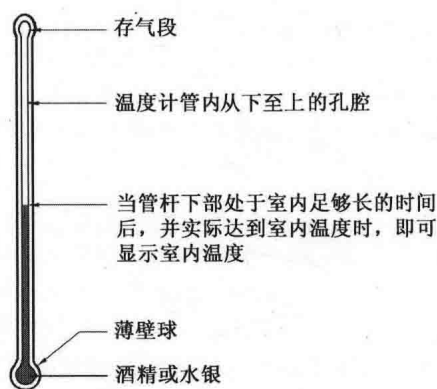 存气段
温度计管内从下至上的孔腔
当管杆下部处于室内足够长的时间
后，并实际达到室内温度时，即可
显示室内温度
薄壁球
酒精或水银